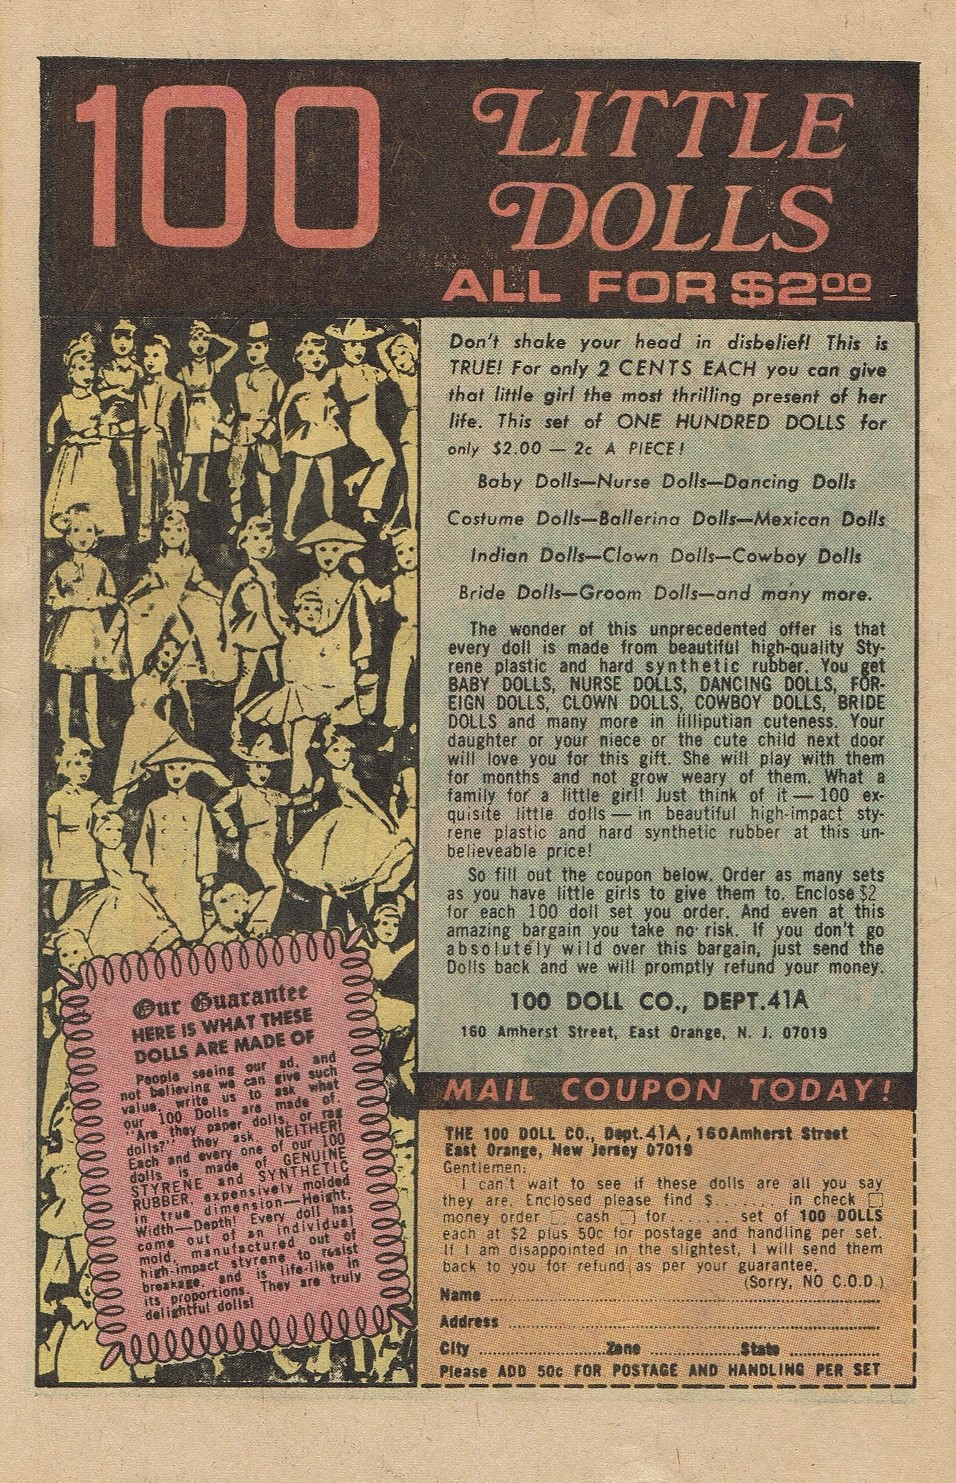 100
LITTLE
DOLLS
ALL FOR $2.00
Don't shake your head in disbelief! This is
TRUE! For only 2 CENTS EACH you can give
that little girl the most thrilling present of her
life. This set of ONE HUNDRED DOLLS for
only $2.00 — 2c A PIECE!
Baby Dolls—Nurse Dolls—Dancing Dolls
Costume Dolls—Ballerina Dolls—Mexican Dolls
Indian Dolls—Clown Dolls—Cowboy Dolls
Bride Dolls—Groom Dolls—and many more.
The wonder of this unprecedented offer is that
every doll is made from beautiful high-quality Sty-
rene plastic and hard synthetic rubber. You get
BABY DOLLS, NURSE DOLLS, DANCING DOLLS, FOR-
EIGN DOLLS, CLOWN DOLLS, COWBOY DOLLS, BRIDE
DOLLS and many more in lilliputian cuteness. Your
daughter or your niece or the cute child next door
will love you for this gift. She will play with them
for months and not grow weary of them. What a
family for a little girl! Just think of it — 100 ex-
quisite little dolls — in beautiful high-impact sty-
rene plastic and hard synthetic rubber at this un-
believeable price!
So fill out the coupon below. Order as many sets
as you have little girls to give them to. Enclose $2
for each 100 doll set you order. And even at this
amazing bargain you take no risk. If you don't go
absolutely wild over this bargain, just send the
Dolls back and we will promptly refund your money.
100 DOLL CO., DEPT.41A
160 Amherst Street, East Orange, N. J. 07019
Our Guarantee
HERE IS WHAT THESE
DOLLS ARE MADE OF
People seeing our ad, and
not believing we can give such
value, write us to ask what
our 100 Dolls are made of.
"Are they paper dolls, or rag
dolls?" they ask. NEITHER!
Each and every one of our 100
dolls is made of GENUINE
STYRENE and SYNTHETIC
RUBBER, expensively molded
in true dimension—Height,
Width—Depth! Every doll has
come out of an individual
mold, manufactured out of
high-impact styrene to resist
breakage, and is life-like in
its proportions. They are truly
delightful dolls!
MAIL COUPON TODAY!
THE 100 DOLL CO., Dept.41A, 160 Amherst Street
East Orange, New Jersey 07019
Gentlemen:
I can't wait to see if these dolls are all you say
they are. Enclosed please find $........ in check □
money order □ cash □ for ....... set of 100 DOLLS
each at $2 plus 50c for postage and handling per set.
If I am disappointed in the slightest, I will send them
back to you for refund as per your guarantee.
(Sorry, NO C.O.D.)
Name
Address
City Zone State
Please ADD 50c FOR POSTAGE AND HANDLING PER SET